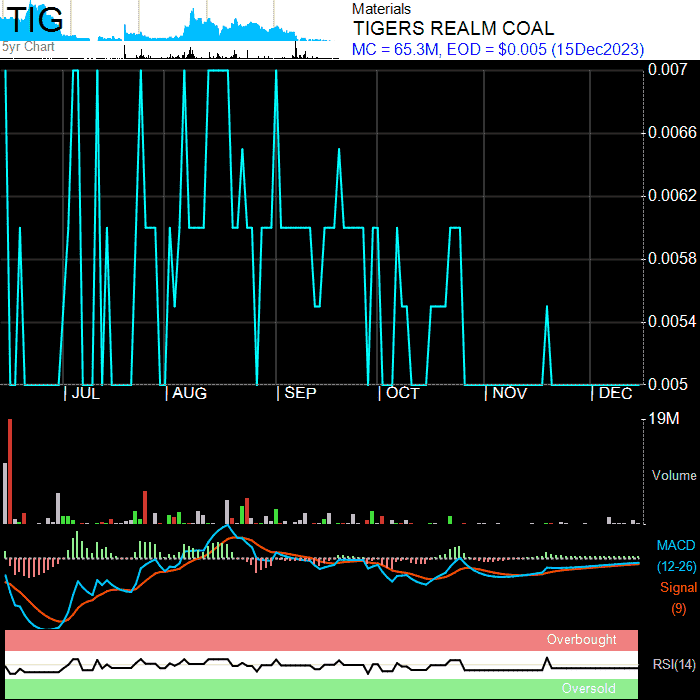 TIG
5yr Chart
Materials
TIGERS REALM COAL
MC = 65.3M, EOD = $0.005 (15Dec2023)
0.007
0.0066
0.0062
0.0058
0.0054
0.005
JUL AUG SEP OCT NOV DEC
19M
Volume
MACD
(12-26)
Signal
(9)
Overbought
RSI(14)
Oversold